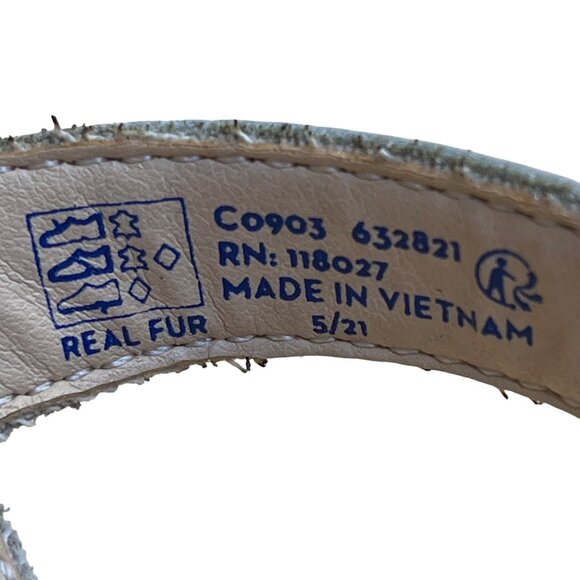 C0903 632821
RN: 118027
MADE IN VIETNAM
5/21
REAL FUR